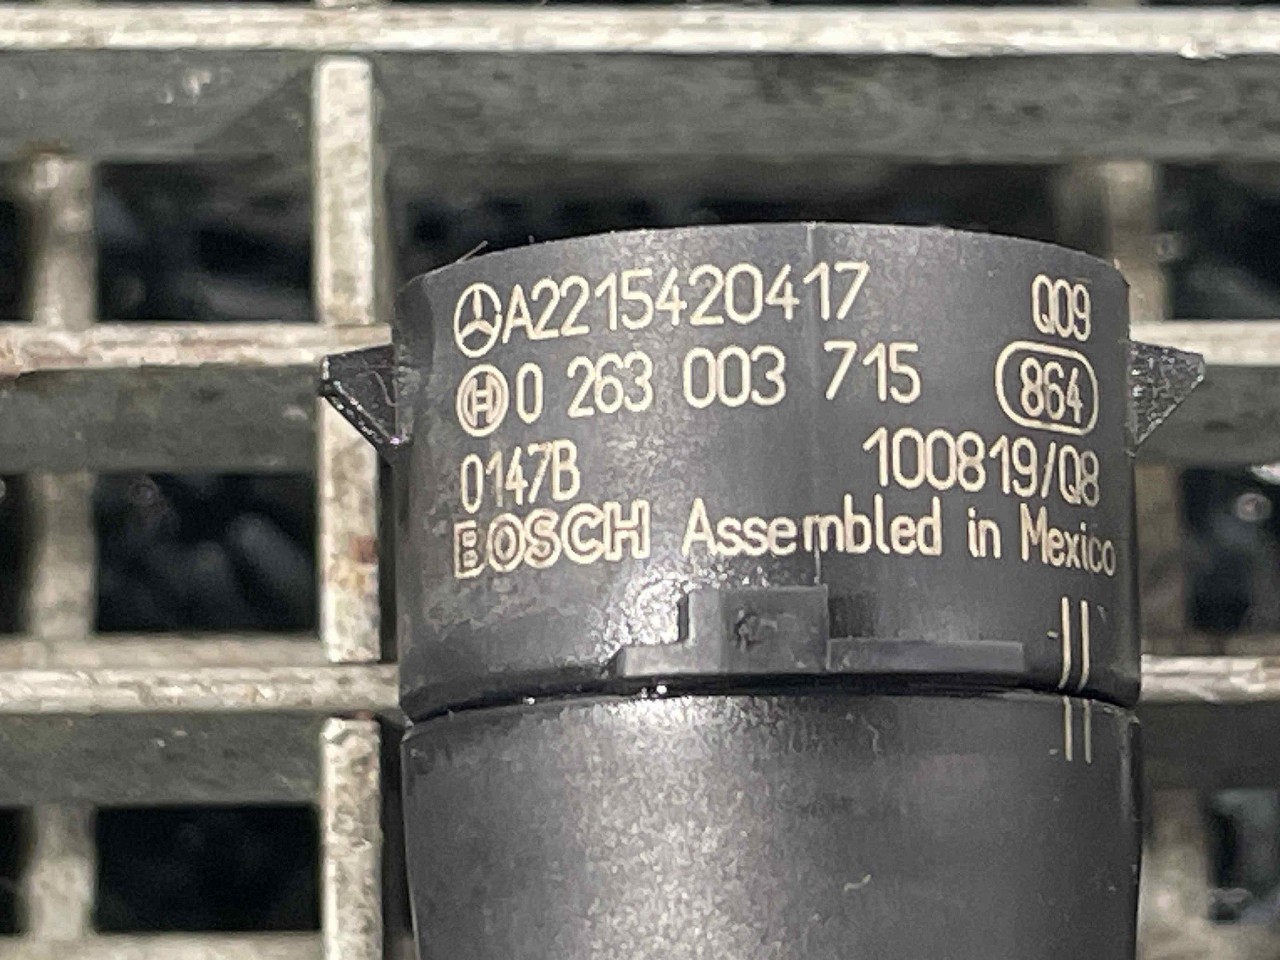 A2215420417 Q09
0 263 003 715 864
0147B 100819/Q8
BOSCH Assembled in Mexico